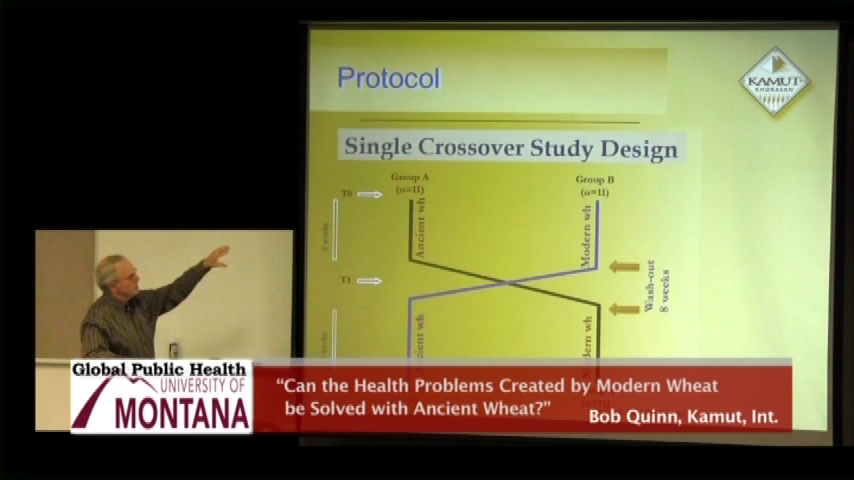 Protocol
KAMUT
KHORASAN
Single Crossover Study Design
Group A
(n=11)
Group B
(n=11)
T0
Ancient wh
Modern wh
T1
Wash-out
8 weeks
wh
Modern wh
Global Public Health
UNIVERSITY OF
MONTANA
"Can the Health Problems Created by Modern Wheat
be Solved with Ancient Wheat?"
Bob Quinn, Kamut, Int.